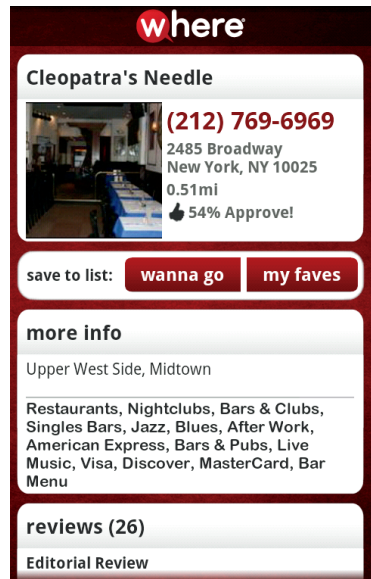 where
Cleopatra's Needle
(212) 769-6969
2485 Broadway
New York, NY 10025
0.51mi
54% Approve!
save to list: wanna go my faves
more info
Upper West Side, Midtown
Restaurants, Nightclubs, Bars & Clubs,
Singles Bars, Jazz, Blues, After Work,
American Express, Bars & Pubs, Live
Music, Visa, Discover, MasterCard, Bar
Menu
reviews (26)
Editorial Review